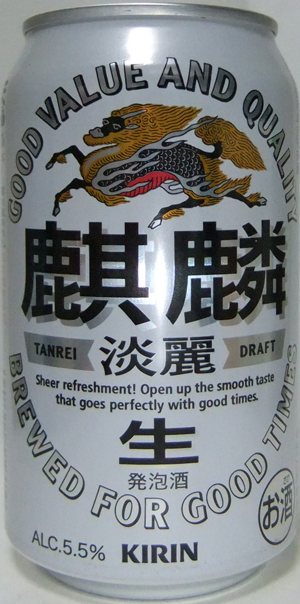 GOOD VALUE AND QUALITY
麒麟
TANREI 淡麗 DRAFT
Sheer refreshment! Open up the smooth taste
that goes perfectly with good times.
生
発泡酒
BREWED FOR GOOD TIMES
お酒
ALC.5.5% KIRIN